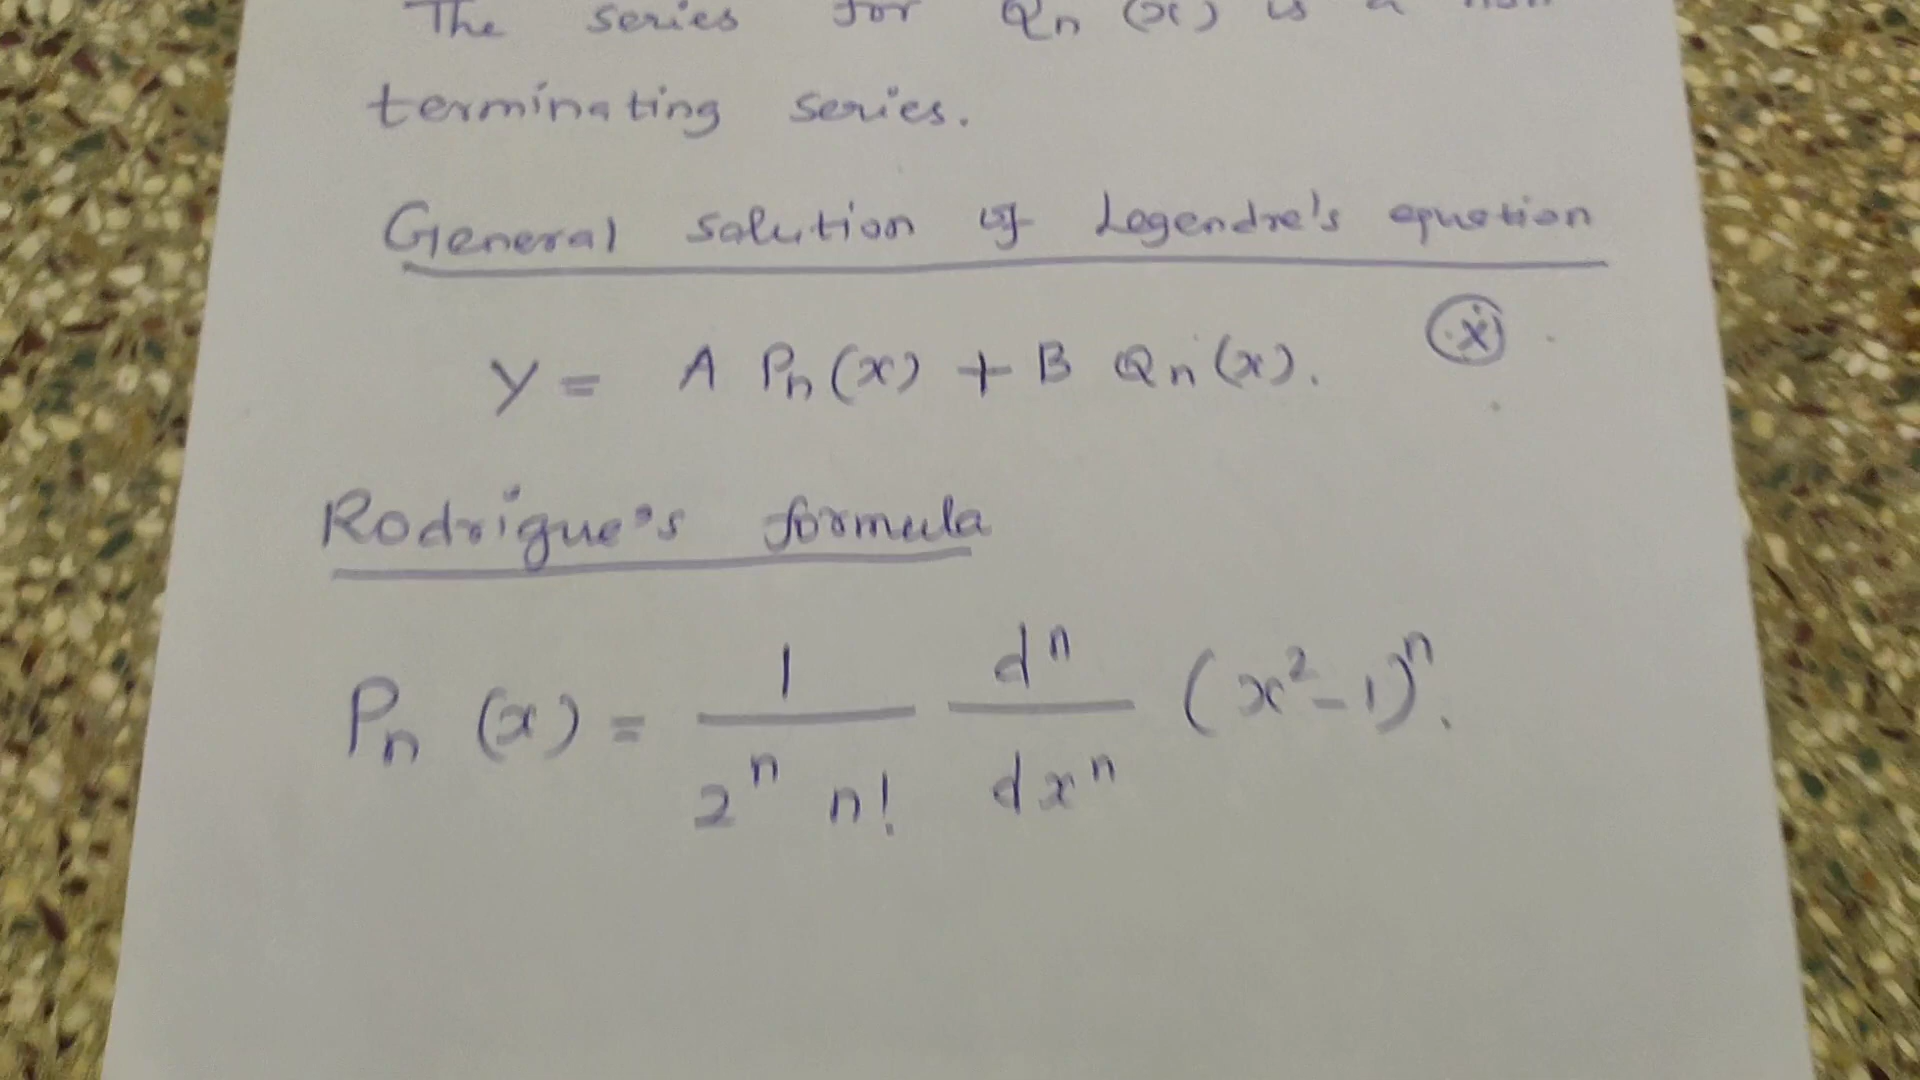 The series for Qn (x) is a non
terminating series.
General solution of Legendre's equation
y = A Pn(x) + B Qn(x). (x)
Rodrigue's formula
Pn (x) = 1 / 2^n n! d^n / dx^n (x^2 - 1)^n.